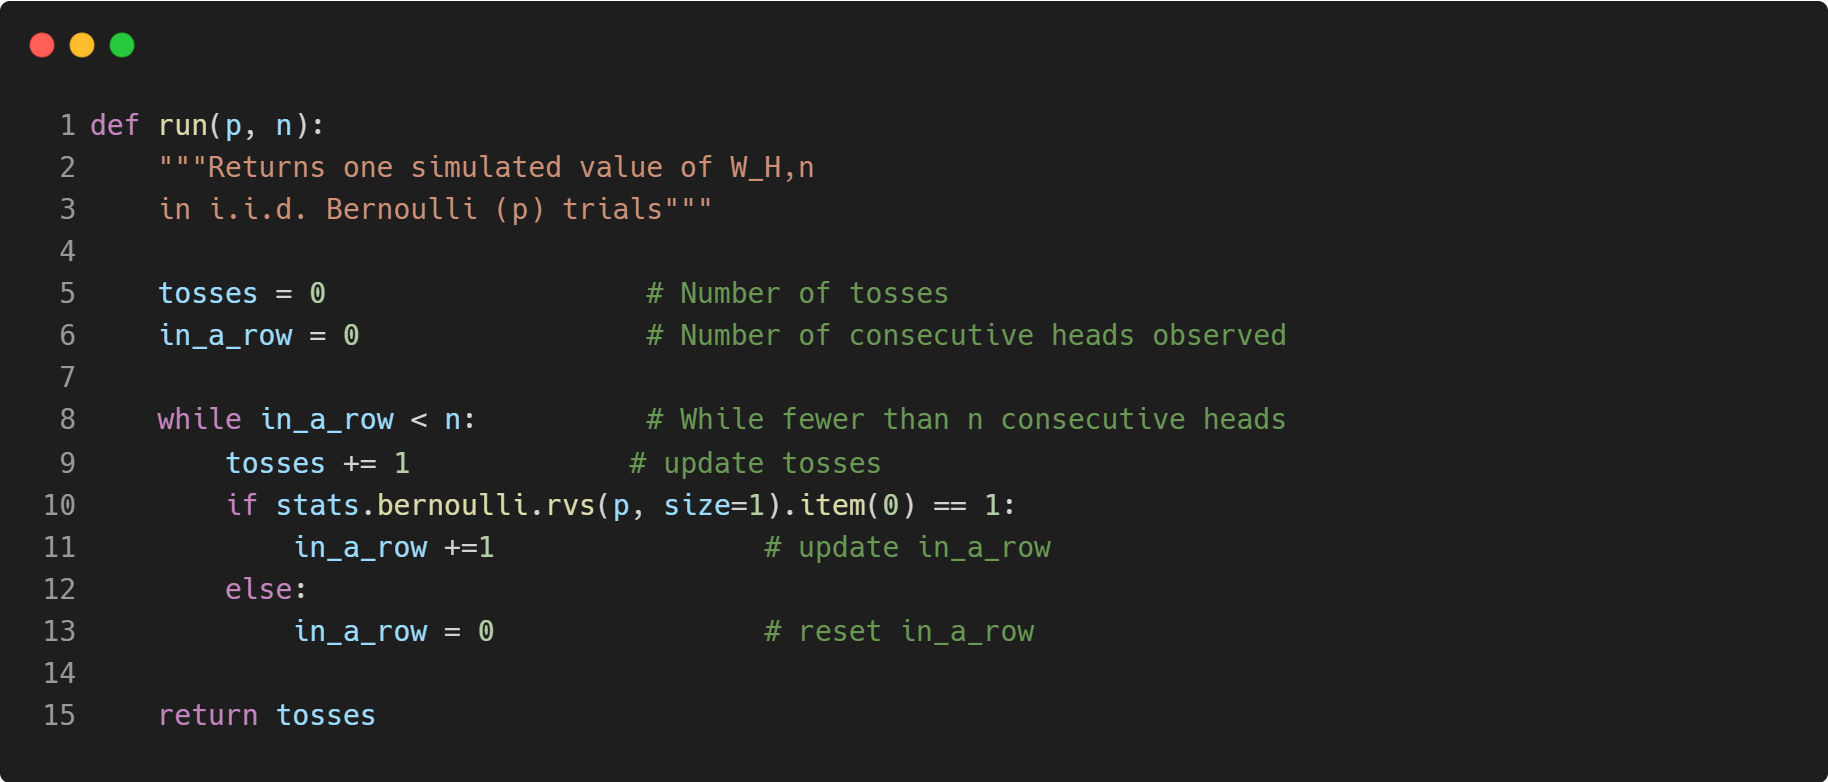 1 def run(p, n):
2     """Returns one simulated value of W_H,n
3     in i.i.d. Bernoulli (p) trials"""
4
5     tosses = 0                   # Number of tosses
6     in_a_row = 0                 # Number of consecutive heads observed
7
8     while in_a_row < n:          # While fewer than n consecutive heads
9         tosses += 1             # update tosses
10         if stats.bernoulli.rvs(p, size=1).item(0) == 1:
11             in_a_row +=1                # update in_a_row
12         else:
13             in_a_row = 0                # reset in_a_row
14
15     return tosses